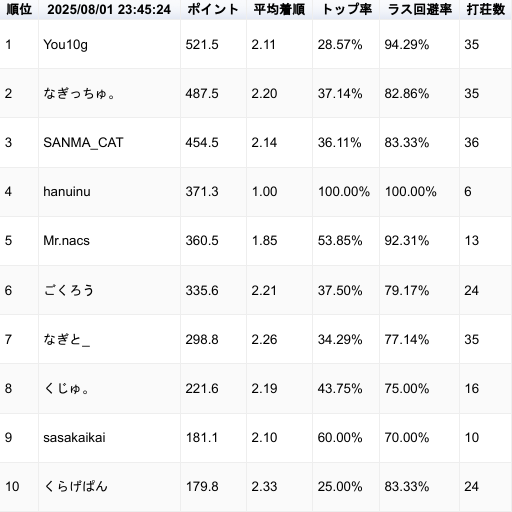 順位 2025/08/01 23:45:24 ポイント 平均着順 トップ率 ラス回避率 打荘数
1 You10g 521.5 2.11 28.57% 94.29% 35
2 なぎっちゅ。 487.5 2.20 37.14% 82.86% 35
3 SANMA_CAT 454.5 2.14 36.11% 83.33% 36
4 hanuinu 371.3 1.00 100.00% 100.00% 6
5 Mr.nacs 360.5 1.85 53.85% 92.31% 13
6 ごくろう 335.6 2.21 37.50% 79.17% 24
7 なぎと_ 298.8 2.26 34.29% 77.14% 35
8 くじゅ。 221.6 2.19 43.75% 75.00% 16
9 sasakaikai 181.1 2.10 60.00% 70.00% 10
10 くらげぱん 179.8 2.33 25.00% 83.33% 24